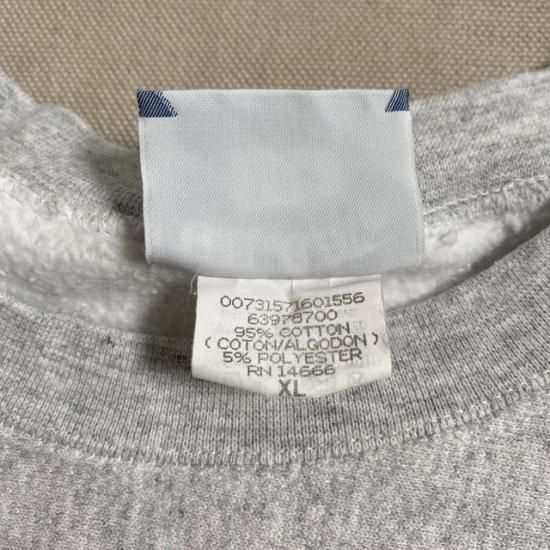 00731571601556
63978700
95% COTTON
( COTON/ALGODON )
5% POLYESTER
RN 14666
XL